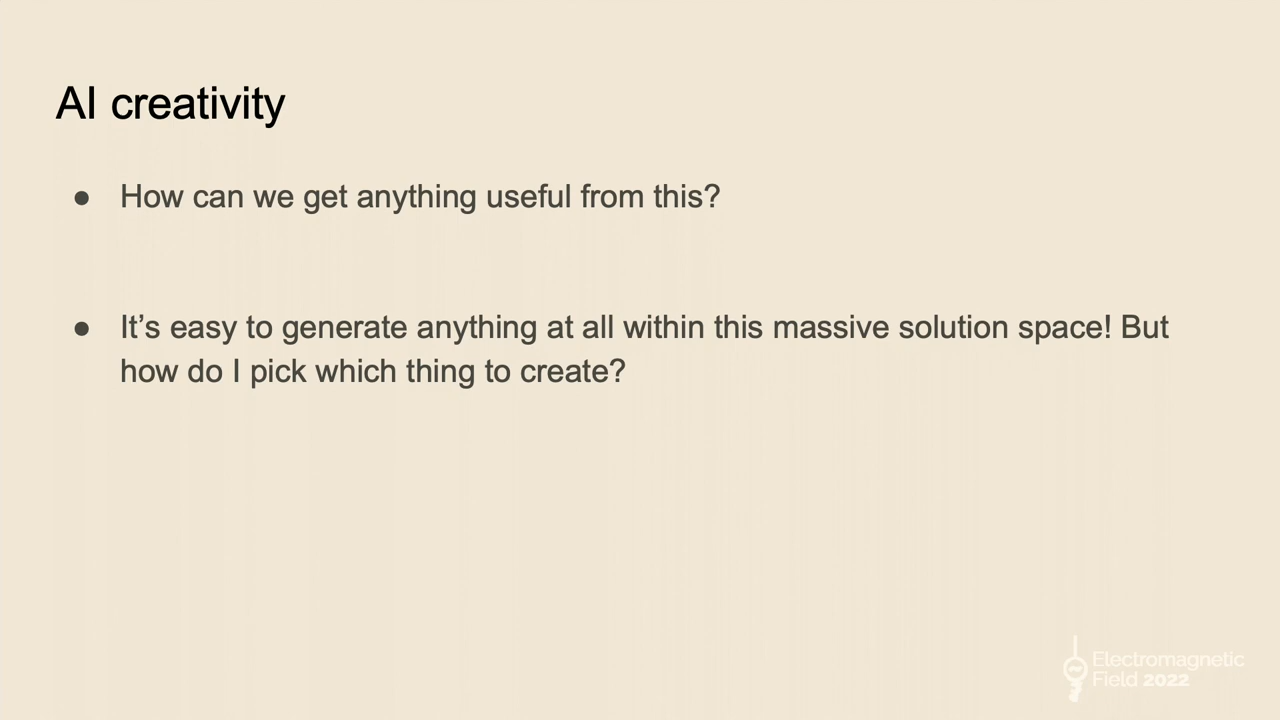 AI creativity
● How can we get anything useful from this?
● It’s easy to generate anything at all within this massive solution space! But
how do I pick which thing to create?
Electromagnetic
Field 2022